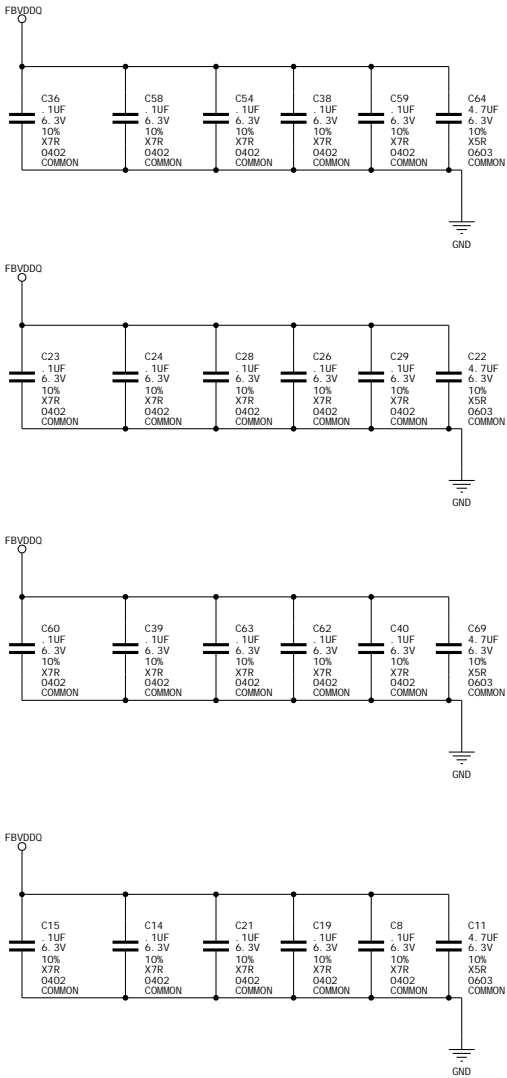 FBVDDQ
C36
.1UF
6.3V
10%
X7R
0402
COMMON
C58
.1UF
6.3V
10%
X7R
0402
COMMON
C54
.1UF
6.3V
10%
X7R
0402
COMMON
C38
.1UF
6.3V
10%
X7R
0402
COMMON
C59
.1UF
6.3V
10%
X7R
0402
COMMON
C64
4.7UF
6.3V
10%
X5R
0603
COMMON
GND
FBVDDQ
C23
.1UF
6.3V
10%
X7R
0402
COMMON
C24
.1UF
6.3V
10%
X7R
0402
COMMON
C28
.1UF
6.3V
10%
X7R
0402
COMMON
C26
.1UF
6.3V
10%
X7R
0402
COMMON
C29
.1UF
6.3V
10%
X7R
0402
COMMON
C22
4.7UF
6.3V
10%
X5R
0603
COMMON
GND
FBVDDQ
C60
.1UF
6.3V
10%
X7R
0402
COMMON
C39
.1UF
6.3V
10%
X7R
0402
COMMON
C63
.1UF
6.3V
10%
X7R
0402
COMMON
C62
.1UF
6.3V
10%
X7R
0402
COMMON
C40
.1UF
6.3V
10%
X7R
0402
COMMON
C69
4.7UF
6.3V
10%
X5R
0603
COMMON
GND
FBVDDQ
C15
.1UF
6.3V
10%
X7R
0402
COMMON
C14
.1UF
6.3V
10%
X7R
0402
COMMON
C21
.1UF
6.3V
10%
X7R
0402
COMMON
C19
.1UF
6.3V
10%
X7R
0402
COMMON
C8
.1UF
6.3V
10%
X7R
0402
COMMON
C11
4.7UF
6.3V
10%
X5R
0603
COMMON
GND